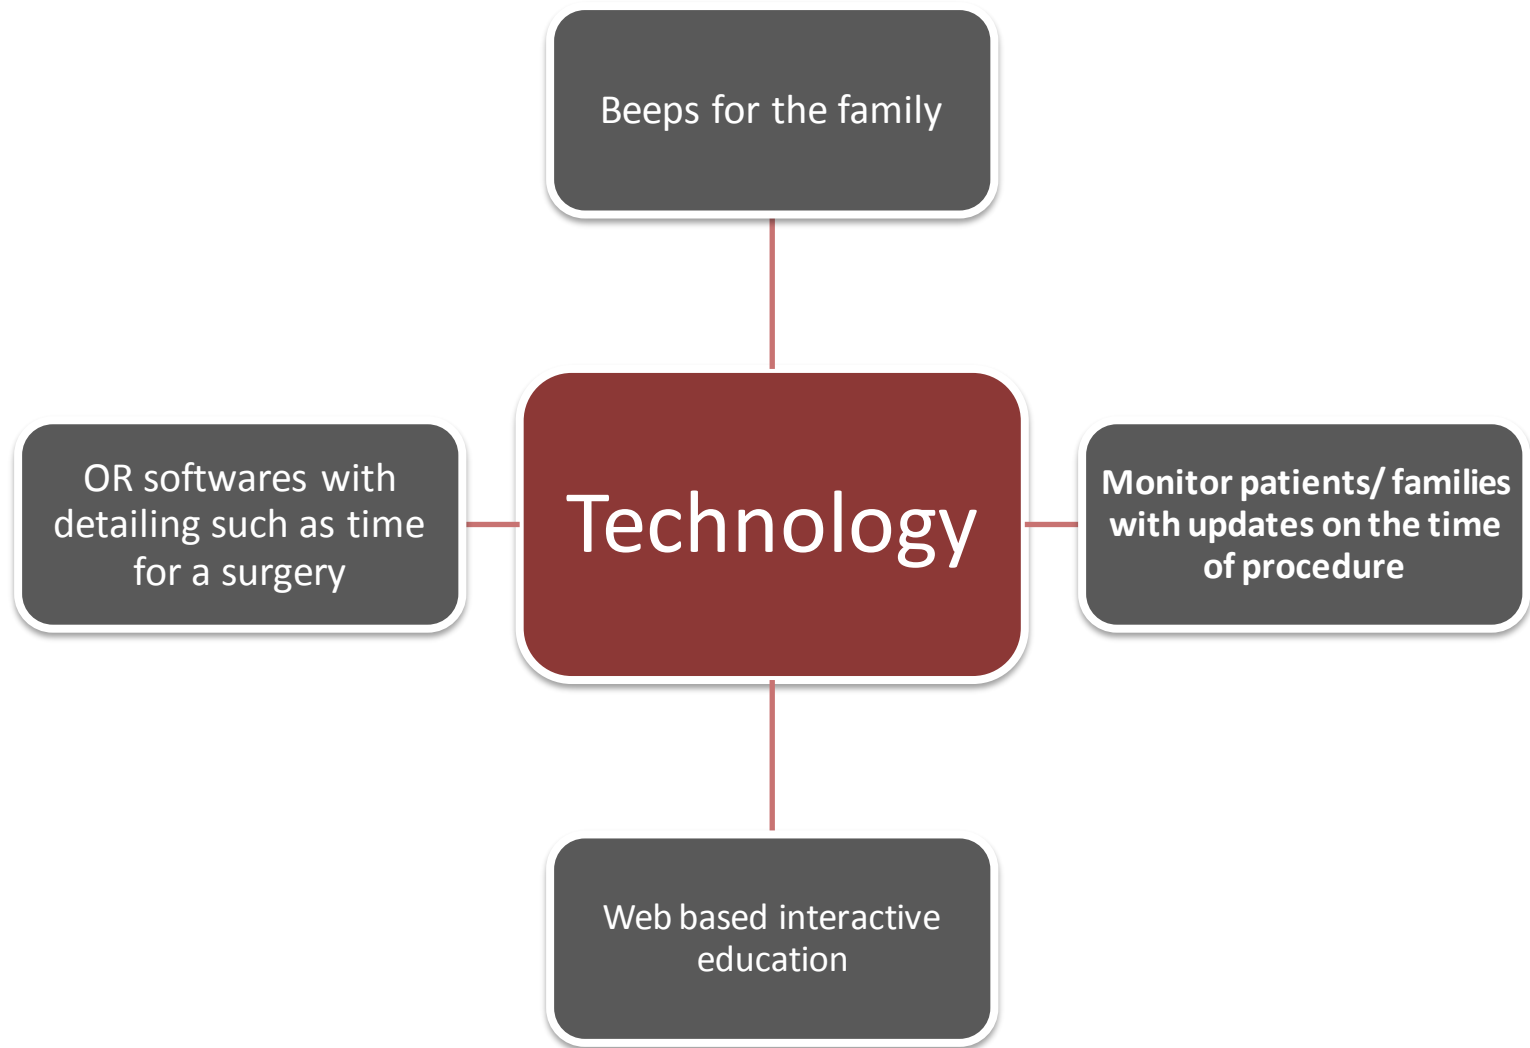 Beeps for the family
OR softwares with
detailing such as time
for a surgery
Technology
Monitor patients/ families
with updates on the time
of procedure
Web based interactive
education